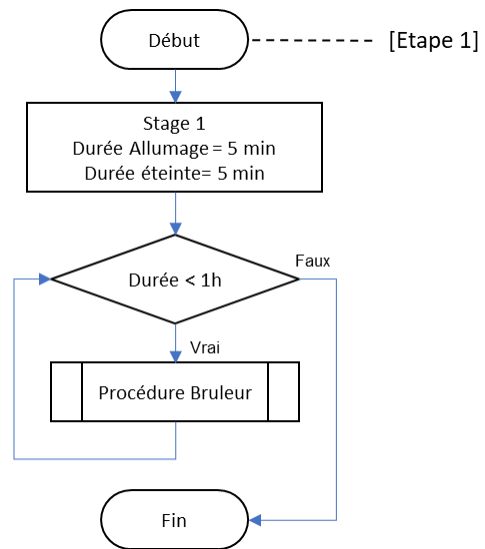 Début
[Etape 1]
Stage 1
Durée Allumage = 5 min
Durée éteinte= 5 min
Durée < 1h
Faux
Vrai
Procédure Bruleur
Fin